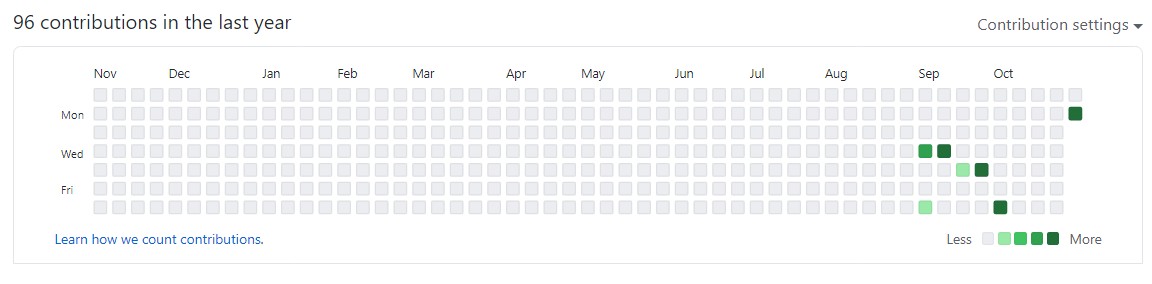 96 contributions in the last year
Contribution settings
Nov Dec Jan Feb Mar Apr May Jun Jul Aug Sep Oct
Mon
Wed
Fri
Learn how we count contributions.
Less More